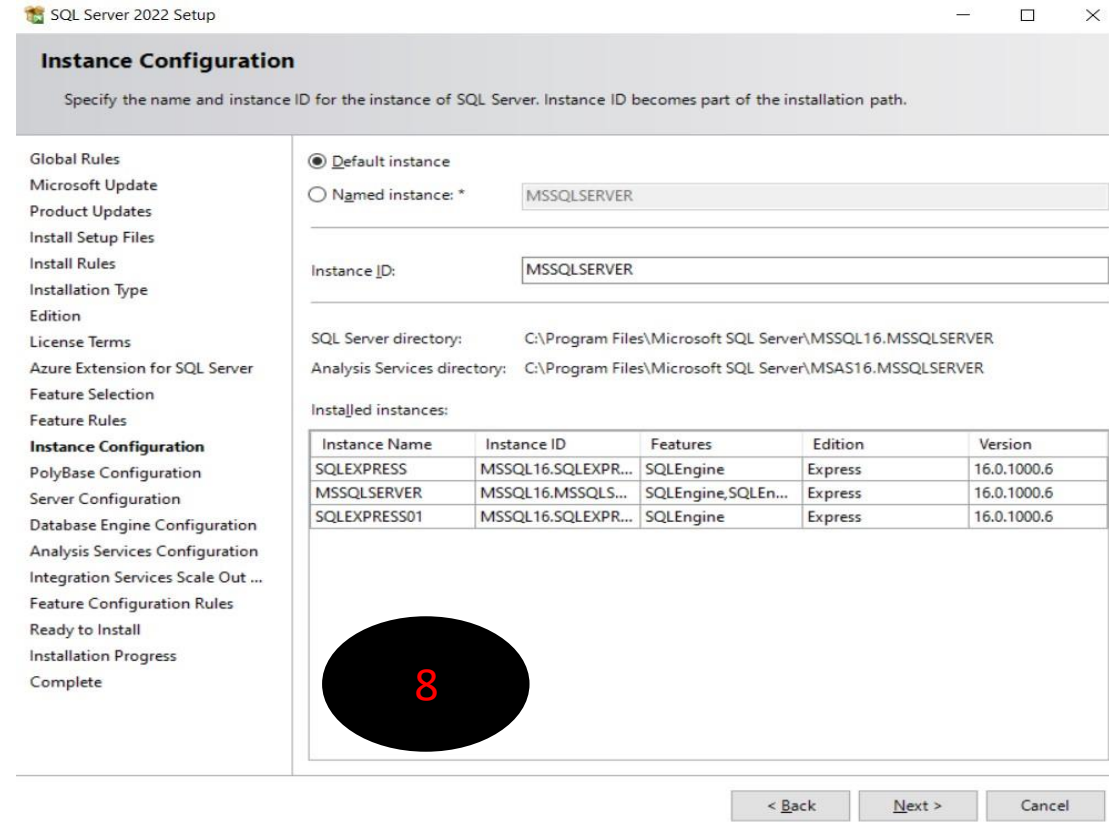 SQL Server 2022 Setup
Instance Configuration
Specify the name and instance ID for the instance of SQL Server. Instance ID becomes part of the installation path.
Global Rules
Microsoft Update
Product Updates
Install Setup Files
Install Rules
Installation Type
Edition
License Terms
Azure Extension for SQL Server
Feature Selection
Feature Rules
Instance Configuration
PolyBase Configuration
Server Configuration
Database Engine Configuration
Analysis Services Configuration
Integration Services Scale Out ...
Feature Configuration Rules
Ready to Install
Installation Progress
Complete
Default instance
Named instance: * MSSQLSERVER
Instance ID: MSSQLSERVER
SQL Server directory: C:\Program Files\Microsoft SQL Server\MSSQL16.MSSQLSERVER
Analysis Services directory: C:\Program Files\Microsoft SQL Server\MSAS16.MSSQLSERVER
Installed instances:
Instance Name Instance ID Features Edition Version
SQLEXPRESS MSSQL16.SQLEXPR... SQLEngine Express 16.0.1000.6
MSSQLSERVER MSSQL16.MSSQLS... SQLEngine,SQLEn... Express 16.0.1000.6
SQLEXPRESS01 MSSQL16.SQLEXPR... SQLEngine Express 16.0.1000.6
8
< Back Next > Cancel